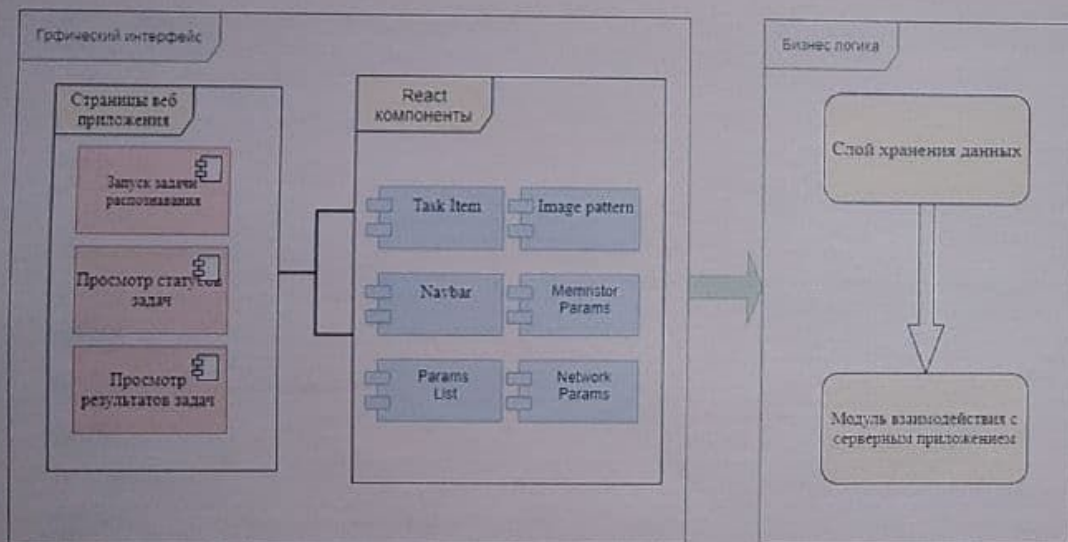 Грфический интерфейс
Бизнес логика
Страницы веб
приложения
Запуск задачи
распознавания
Просмотр статусов
задач
Просмотр
результатов задач
React
компоненты
Task Item
Image pattern
Navbar
Memristor
Params
Params
List
Network
Params
Слой хранения данных
Модуль взаимодействия с
серверным приложением